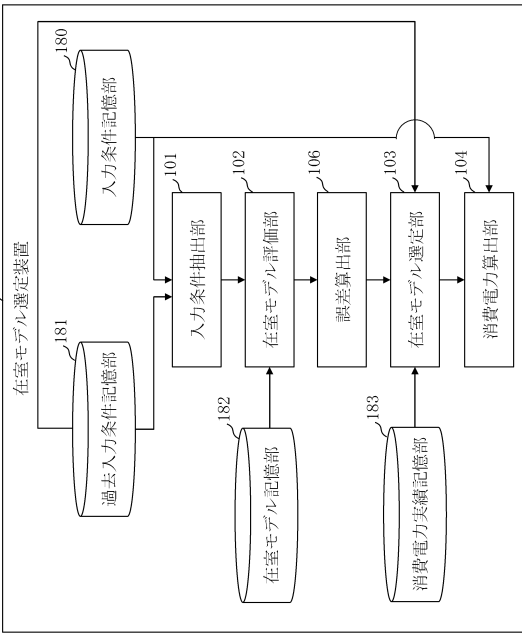 在室モデル選定装置
181
過去入力条件記憶部
180
入力条件記憶部
101
入力条件抽出部
182
在室モデル記憶部
102
在室モデル評価部
106
誤差算出部
183
消費電力実績記憶部
103
在室モデル選定部
104
消費電力算出部